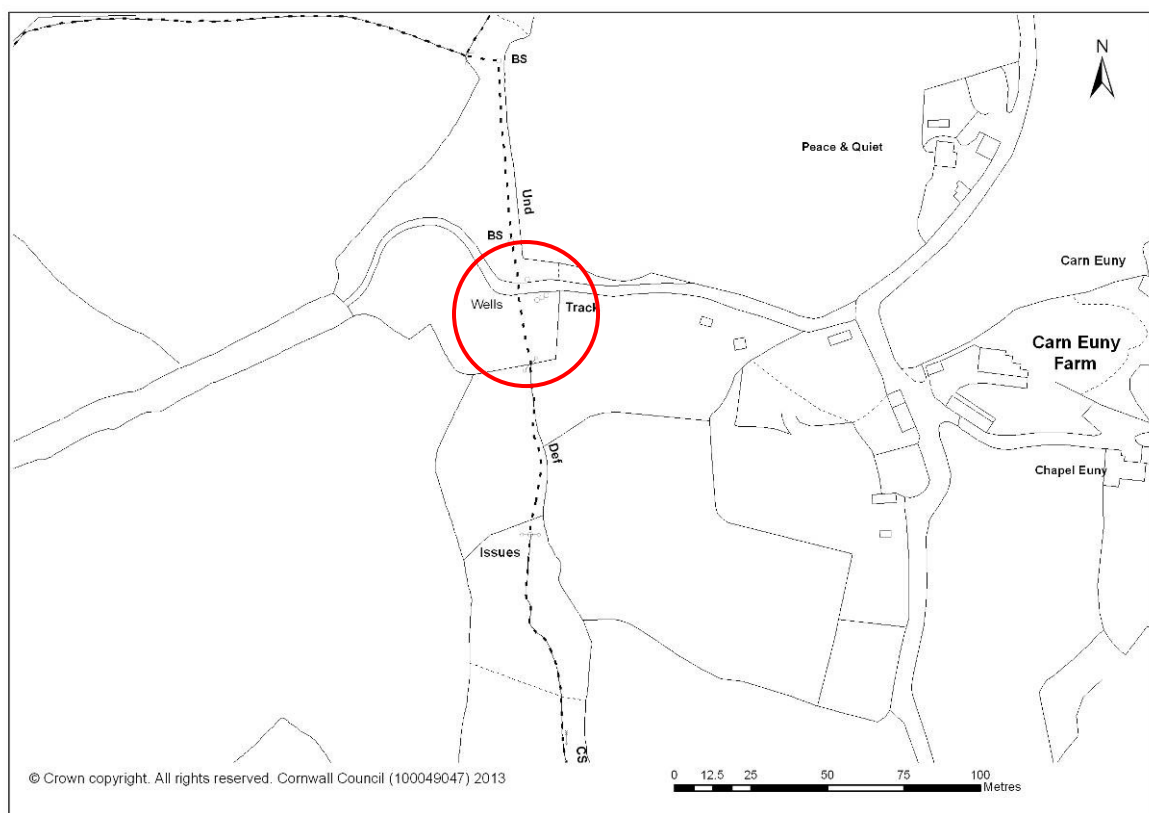 BS
N
Peace & Quiet
Und
BS
Carn Euny
Wells
Track
Carn Euny
Farm
Def
Chapel Euny
Issues
CS
© Crown copyright. All rights reserved. Cornwall Council (100049047) 2013
0 12.5 25 50 75 100
Metres